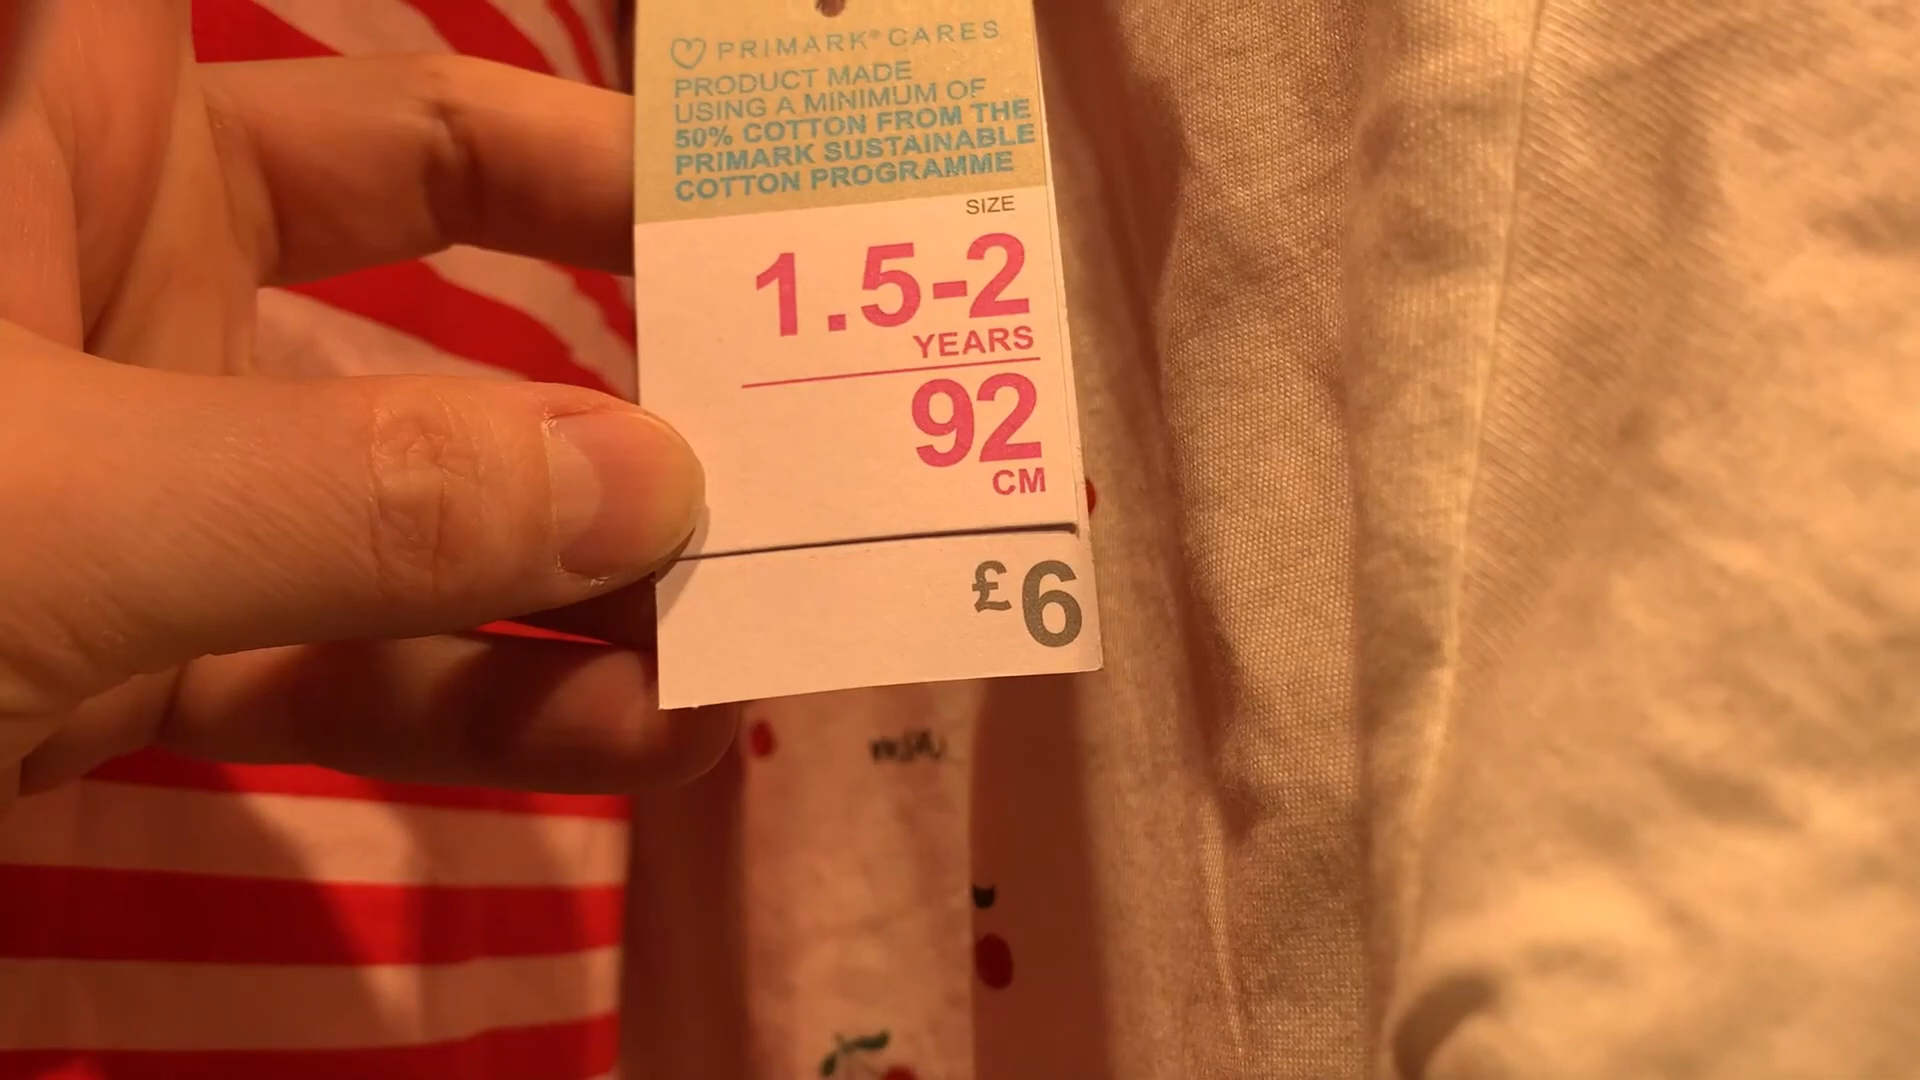 PRIMARK® CARES
PRODUCT MADE
USING A MINIMUM OF
50% COTTON FROM THE
PRIMARK SUSTAINABLE
COTTON PROGRAMME
SIZE
1.5-2
YEARS
92
CM
£6